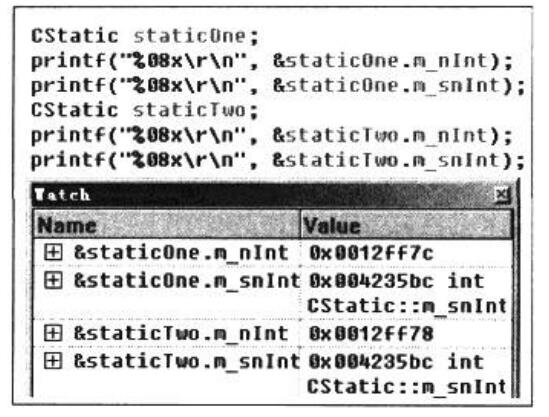 CStatic staticOne;
printf("%08x\r\n", &staticOne.m_nInt);
printf("%08x\r\n", &staticOne.m_snInt);
CStatic staticTwo;
printf("%08x\r\n", &staticTwo.m_nInt);
printf("%08x\r\n", &staticTwo.m_snInt);
Watch
Name Value
&staticOne.m_nInt 0x0012ff7c
&staticOne.m_snInt 0x004235bc int
CStatic::m_snInt
&staticTwo.m_nInt 0x0012ff78
&staticTwo.m_snInt 0x004235bc int
CStatic::m_snInt